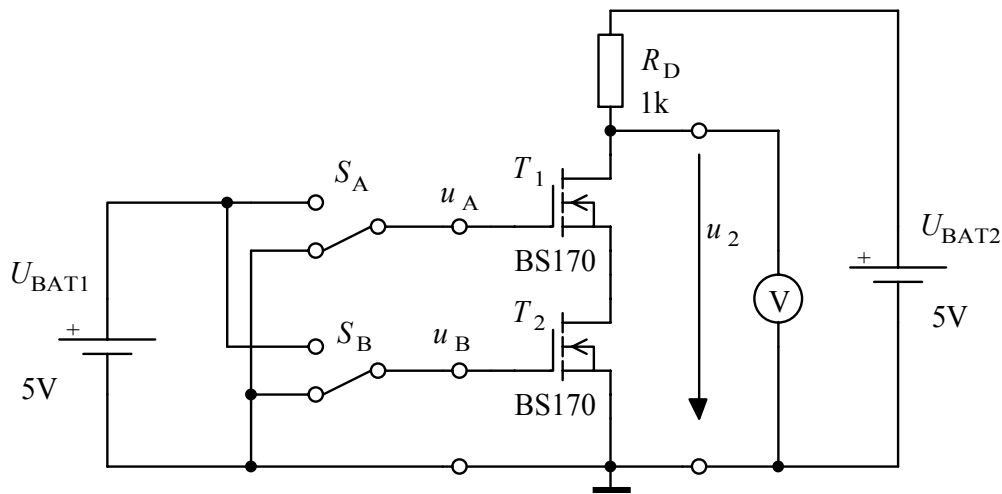 R_D
1k
S_A
u_A
T_1
BS170
u_2
U_BAT2
+
5V
U_BAT1
+
5V
V
S_B
u_B
T_2
BS170